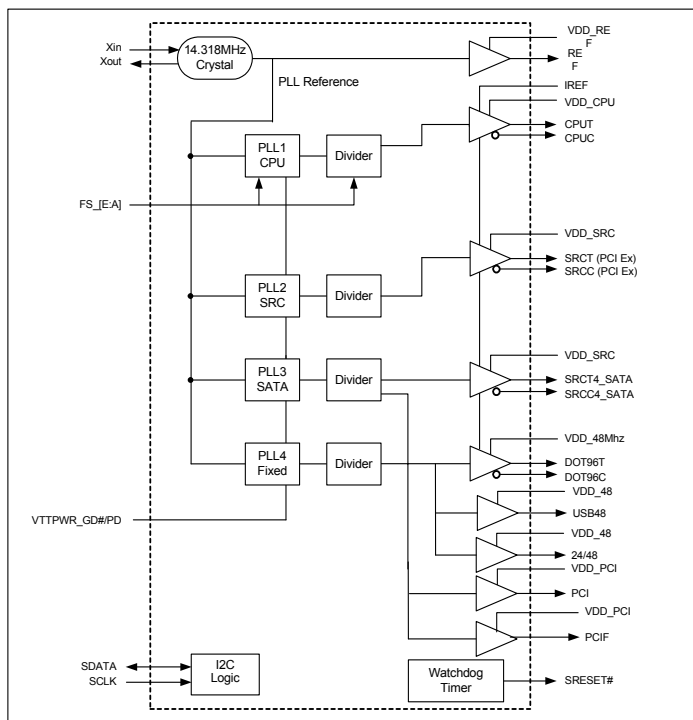 Xin
Xout
14.318MHz
Crystal
PLL Reference
VDD_RE
F
RE
F
IREF
VDD_CPU
CPUT
CPUC
PLL1
CPU
Divider
FS_[E:A]
VDD_SRC
SRCT (PCI Ex)
SRCC (PCI Ex)
PLL2
SRC
Divider
VDD_SRC
SRCT4_SATA
SRCC4_SATA
PLL3
SATA
Divider
VDD_48Mhz
DOT96T
DOT96C
PLL4
Fixed
Divider
VDD_48
USB48
VTTPWR_GD#/PD
VDD_48
24/48
VDD_PCI
PCI
VDD_PCI
PCIF
SDATA
SCLK
I2C
Logic
Watchdog
Timer
SRESET#